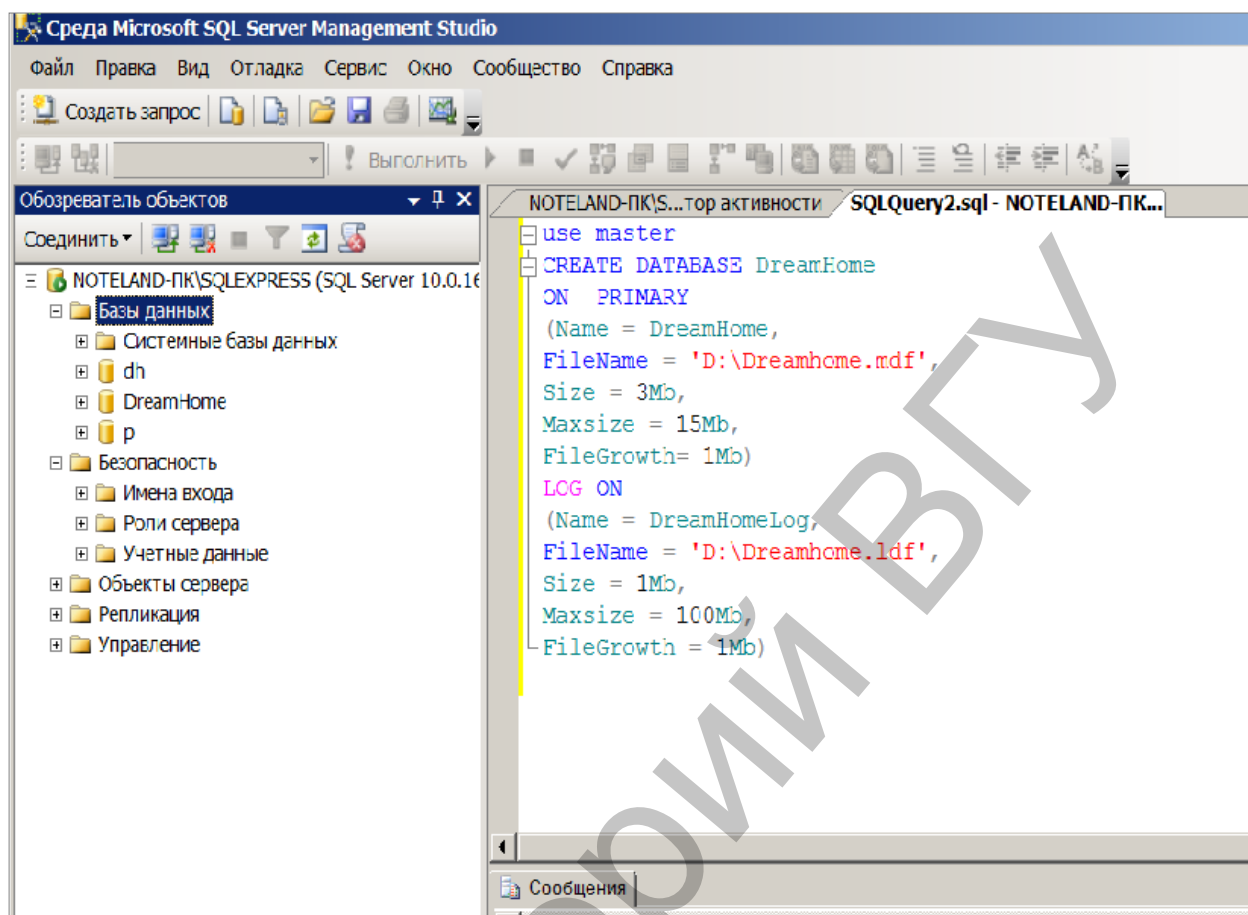 Среда Microsoft SQL Server Management Studio
Файл Правка Вид Отладка Сервис Окно Сообщество Справка
Создать запрос
Выполнить
Обозреватель объектов
Соединить
NOTELAND-ПК\SQLEXPRESS (SQL Server 10.0.16
Базы данных
Системные базы данных
dh
DreamHome
p
Безопасность
Имена входа
Роли сервера
Учетные данные
Объекты сервера
Репликация
Управление
NOTELAND-ПК\S...тор активности
SQLQuery2.sql - NOTELAND-ПК...
use master
CREATE DATABASE DreamHome
ON PRIMARY
(Name = DreamHome,
FileName = 'D:\Dreamhome.mdf',
Size = 3Mb,
Maxsize = 15Mb,
FileGrowth= 1Mb)
LOG ON
(Name = DreamHomeLog,
FileName = 'D:\Dreamhome.ldf',
Size = 1Mb,
Maxsize = 100Mb,
FileGrowth = 1Mb)
Сообщения
орий ВГУ